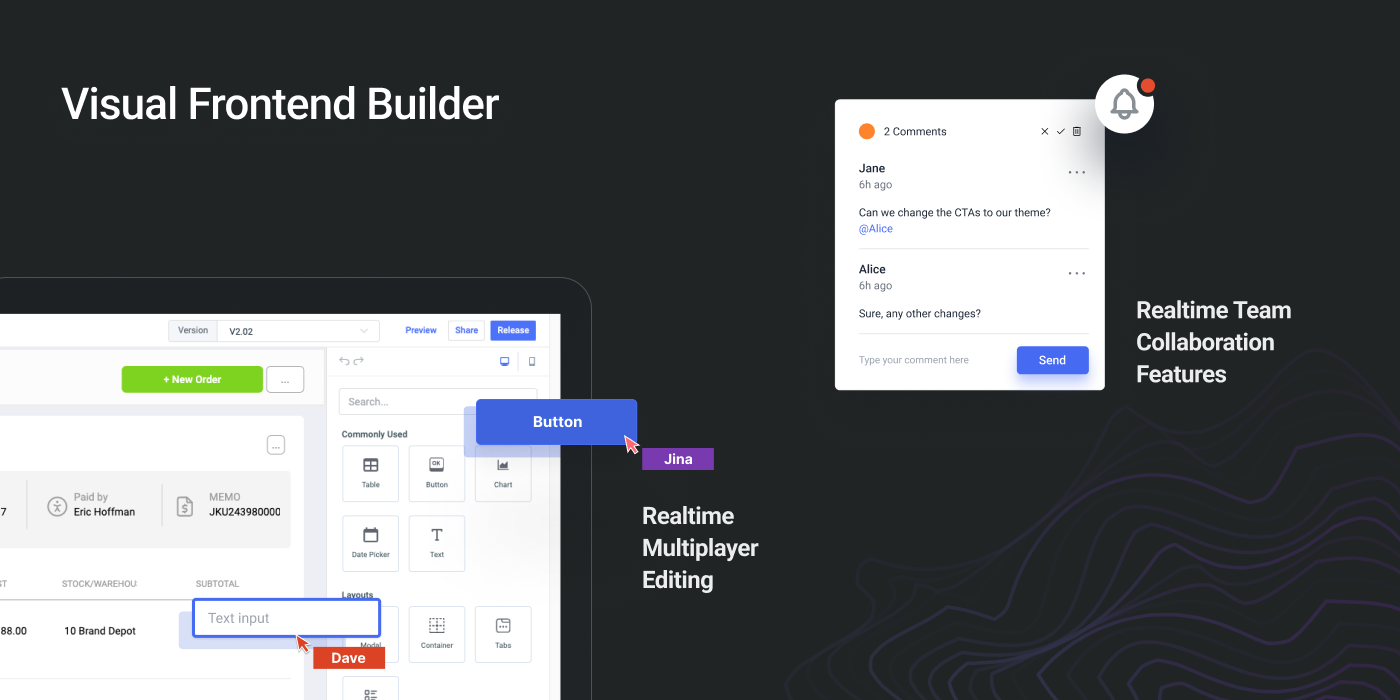 Visual Frontend Builder
2 Comments
Jane
6h ago
Can we change the CTAs to our theme?
@Alice
Alice
6h ago
Sure, any other changes?
Type your comment here
Send
Realtime Team
Collaboration
Features
Version
V2.02
Preview
Share
Release
+ New Order
...
Search...
Button
Jina
Commonly Used
...
Table
Button
Chart
Paid by
Eric Hoffman
MEMO
JKU243980000
7
Date Picker
Text
Realtime
Multiplayer
Editing
ST
STOCK/WAREHOU
SUBTOTAL
Layouts
Text input
88.00
10 Brand Depot
Modal
Container
Tabs
Dave